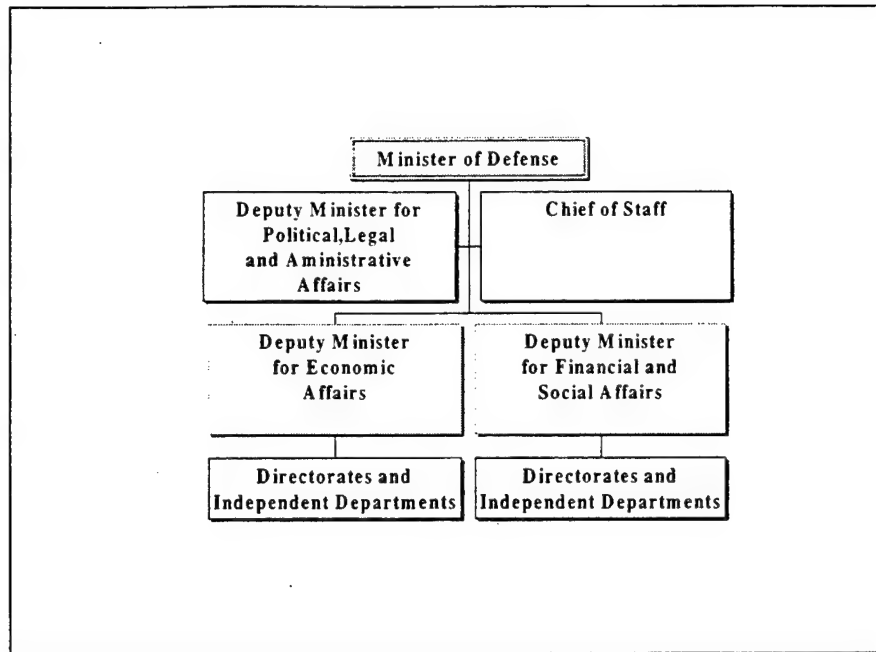 Minister of Defense
Deputy Minister for
Political,Legal
and Aministrative
Affairs
Chief of Staff
Deputy Minister
for Economic
Affairs
Deputy Minister
for Financial and
Social Affairs
Directorates and
Independent Departments
Directorates and
Independent Departments